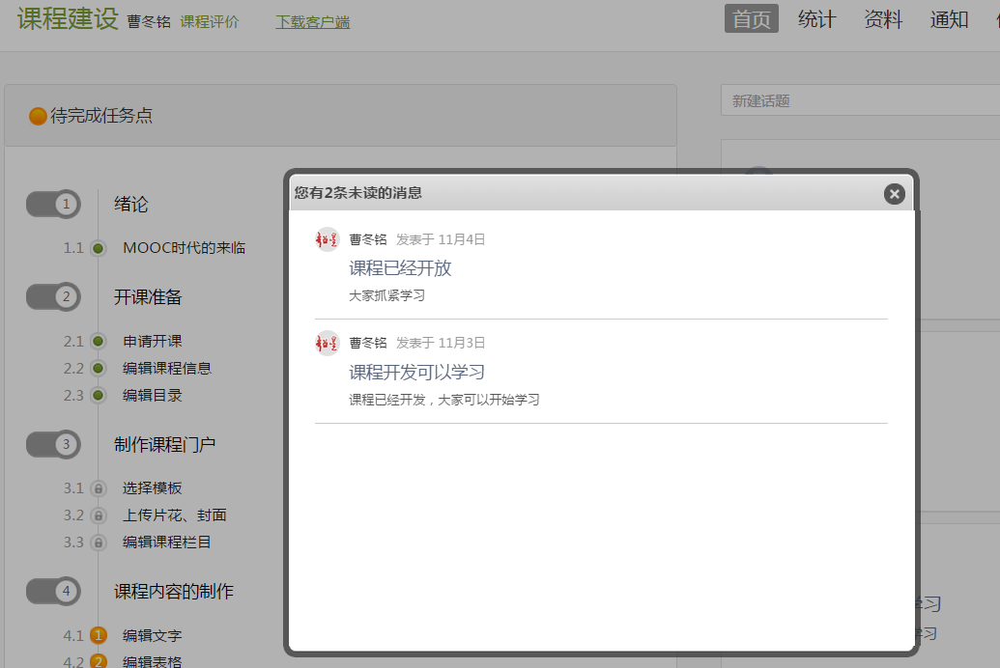 课程建设 曹冬铭 课程评价 下载客户端 首页 统计 资料 通知
待完成任务点
新建话题
1 绪论
1.1 MOOC时代的来临
2 开课准备
2.1 申请开课
2.2 编辑课程信息
2.3 编辑目录
3 制作课程门户
3.1 选择模板
3.2 上传片花、封面
3.3 编辑课程栏目
4 课程内容的制作
4.1 1 编辑文字
4.2 2 编辑表格
您有2条未读的消息
曹冬铭 发表于 11月4日
课程已经开放
大家抓紧学习
曹冬铭 发表于 11月3日
课程开发可以学习
课程已经开发，大家可以开始学习
学习
学习